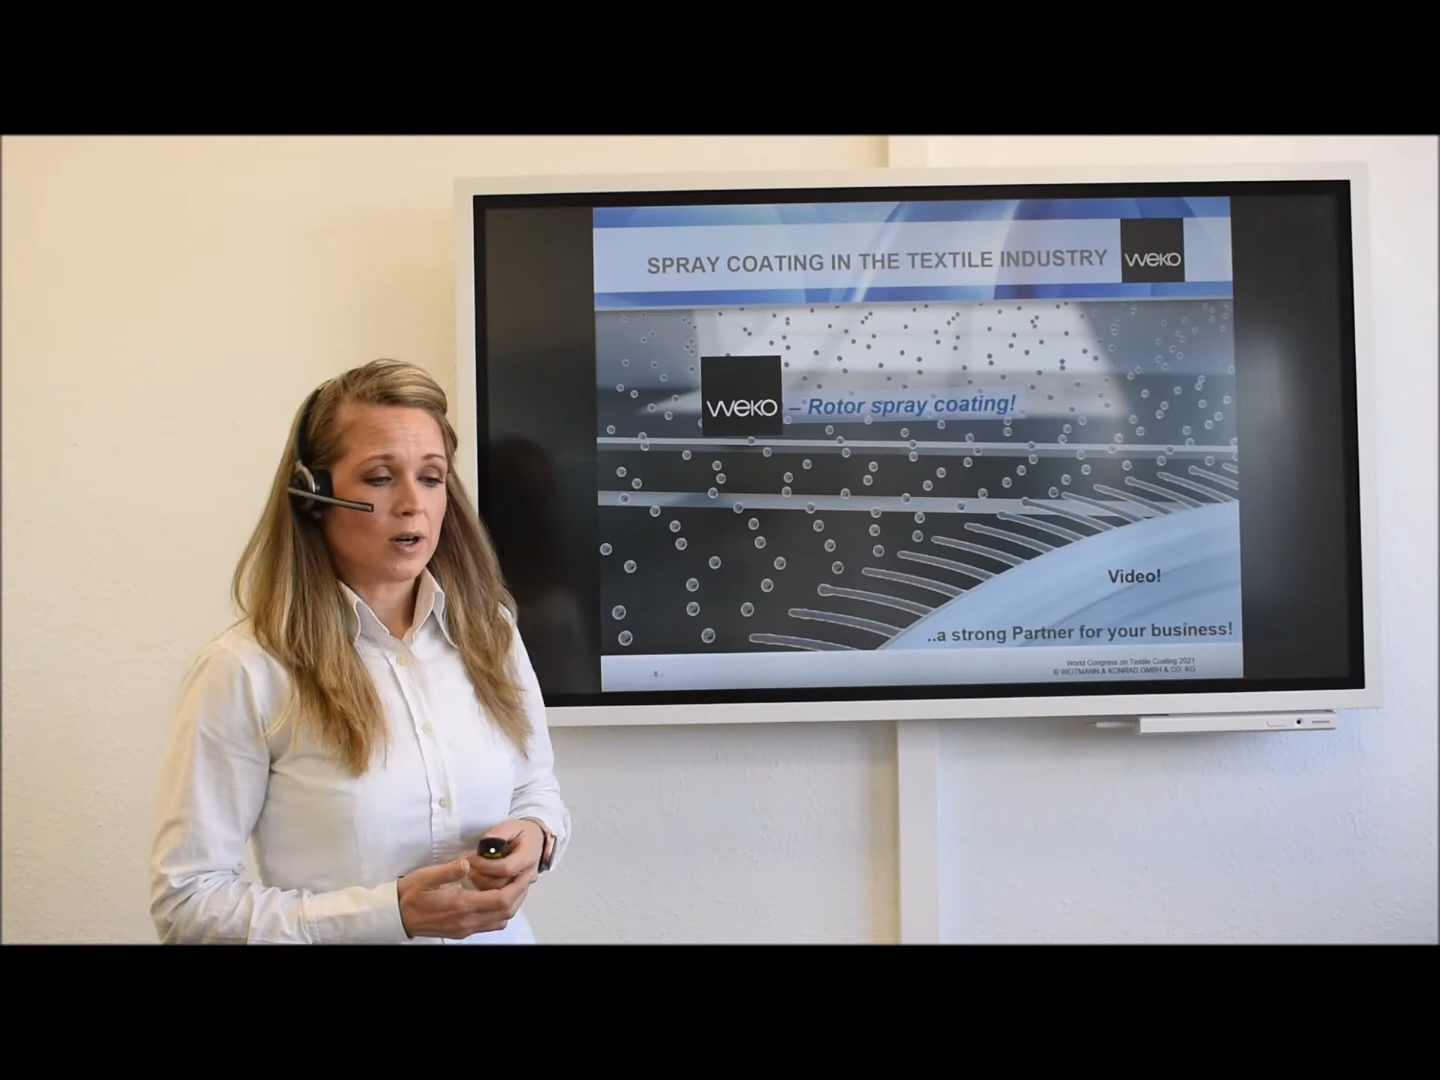 SPRAY COATING IN THE TEXTILE INDUSTRY
weko
weko – Rotor spray coating!
Video!
..a strong Partner for your business!
- 6 -
World Congress on Textile Coating 2021
© WEITMANN & KONRAD GMBH & CO. KG